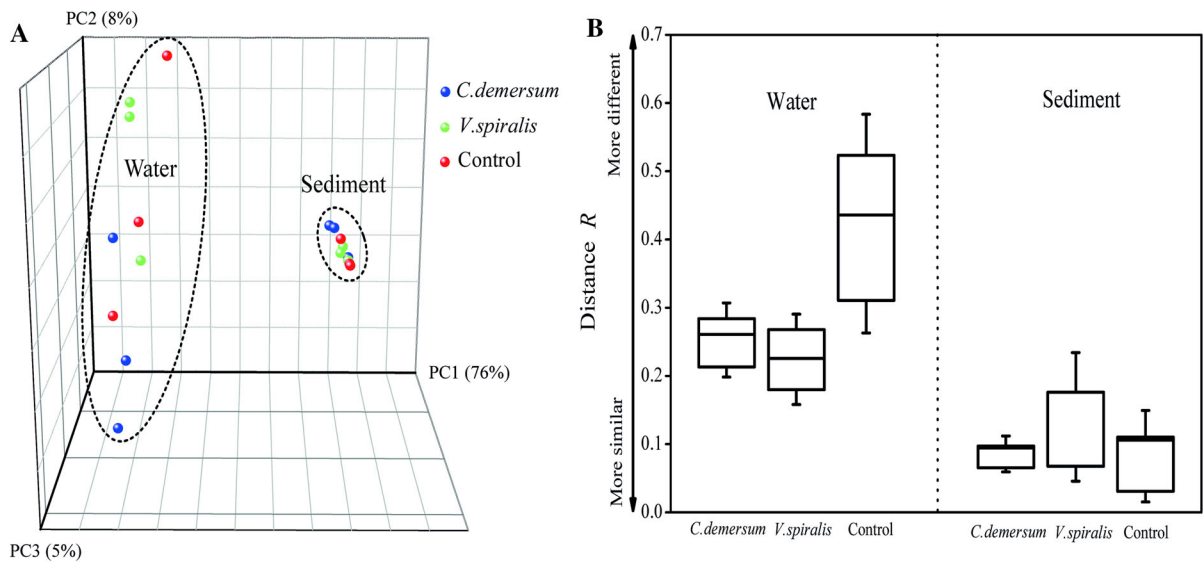 A
PC2 (8%)
C.demersum
V.spiralis
Control
Water
Sediment
PC1 (76%)
PC3 (5%)
B
More different
More similar
Distance R
0.7
0.6
0.5
0.4
0.3
0.2
0.1
0.0
Water
Sediment
C.demersum V.spiralis Control
C.demersum V.spiralis Control